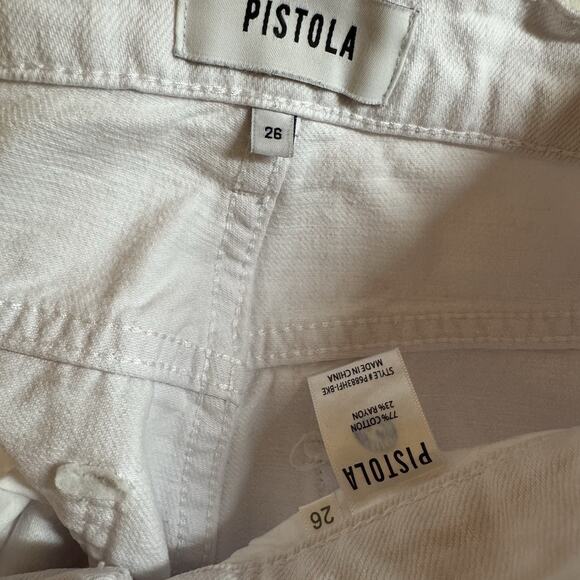 PISTOLA
26
PISTOLA
77% COTTON
23% RAYON
STYLE# P6883HFI-BKE
MADE IN CHINA
26